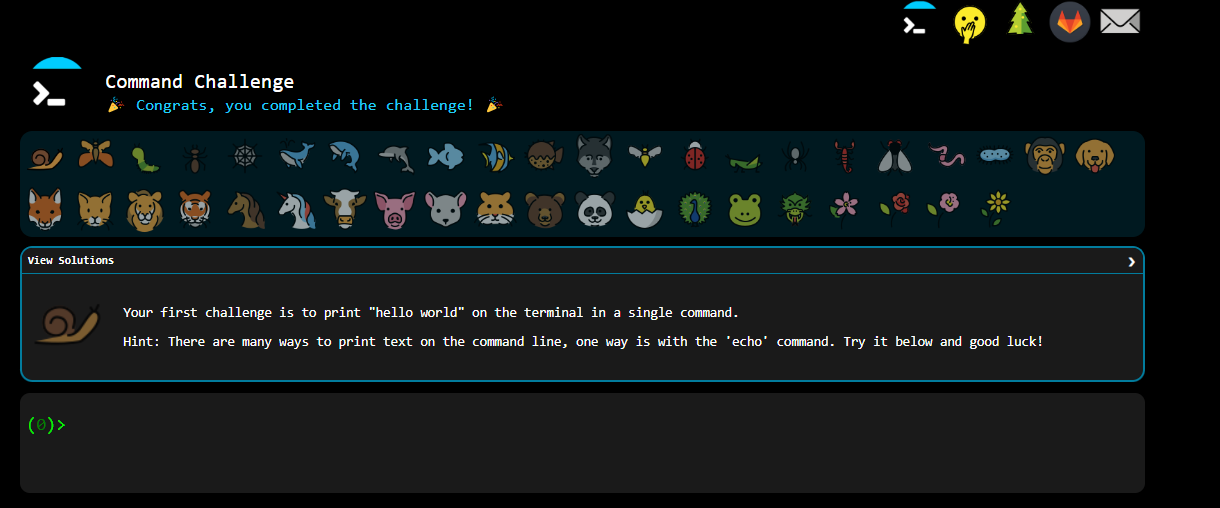 Command Challenge
🎉 Congrats, you completed the challenge! 🎉
View Solutions
Your first challenge is to print "hello world" on the terminal in a single command.
Hint: There are many ways to print text on the command line, one way is with the 'echo' command. Try it below and good luck!
(0)>